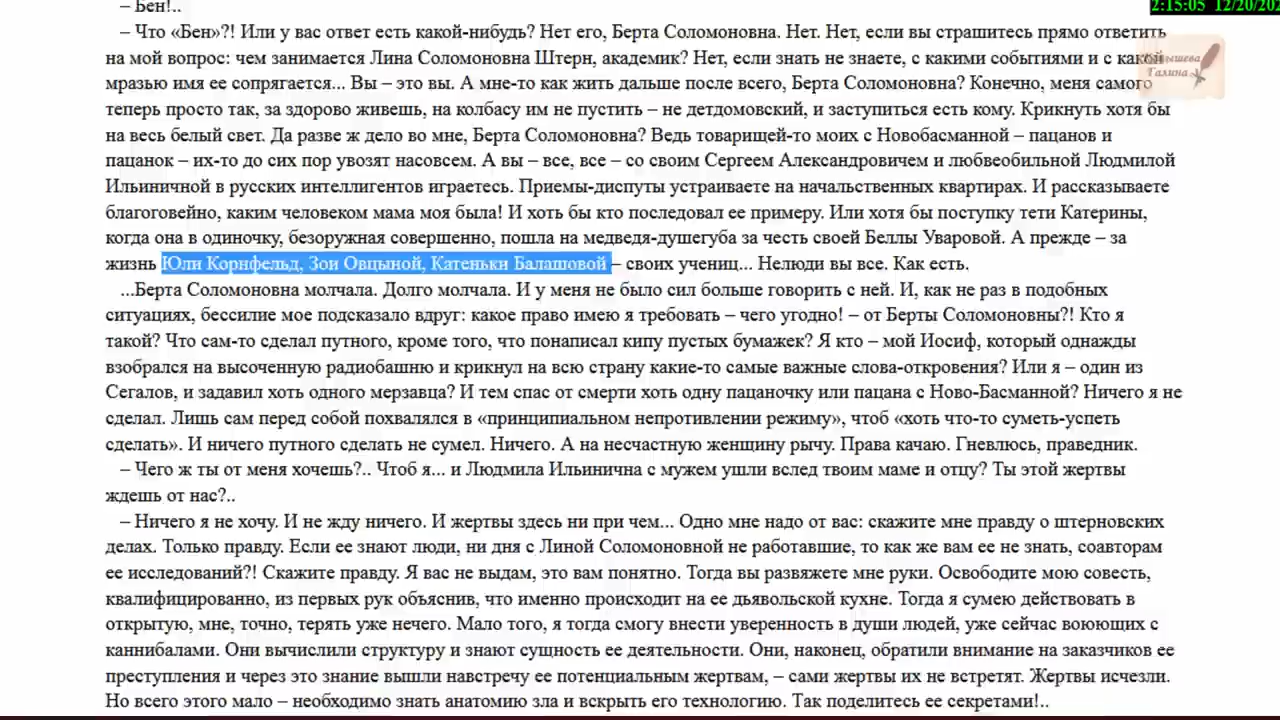 – Бен!..
2:15:05 12/20/202
– Что «Бен»?! Или у вас ответ есть какой-нибудь? Нет его, Берта Соломоновна. Нет. Нет, если вы страшитесь прямо ответить
на мой вопрос: чем занимается Лина Соломоновна Штерн, академик? Нет, если знать не знаете, с какими событиями и с какой
Галина
мразью имя ее сопрягается... Вы – это вы. А мне-то как жить дальше после всего, Берта Соломоновна? Конечно, меня самого
теперь просто так, за здорово живешь, на колбасу им не пустить – не детдомовский, и заступиться есть кому. Крикнуть хотя бы
на весь белый свет. Да разве ж дело во мне, Берта Соломоновна? Ведь товарищей-то моих с Новобасманной – пацанов и
пацанок – их-то до сих пор увозят насовсем. А вы – все, все – со своим Сергеем Александровичем и любвеобильной Людмилой
Ильиничной в русских интеллигентов играетесь. Приемы-диспуты устраиваете на начальственных квартирах. И рассказываете
благоговейно, каким человеком мама моя была! И хоть бы кто последовал ее примеру. Или хотя бы поступку тети Катерины,
когда она в одиночку, безоружная совершенно, пошла на медведя-душегуба за честь своей Беллы Уваровой. А прежде – за
жизнь Юли Корнфельд, Зои Овцыной, Катеньки Балашовой – своих учениц... Нелюди вы все. Как есть.
...Берта Соломоновна молчала. Долго молчала. И у меня не было сил больше говорить с ней. И, как не раз в подобных
ситуациях, бессилие мое подсказало вдруг: какое право имею я требовать – чего угодно! – от Берты Соломоновны?! Кто я
такой? Что сам-то сделал путного, кроме того, что понаписал кипу пустых бумажек? Я кто – мой Иосиф, который однажды
взобрался на высоченную радиобашню и крикнул на всю страну какие-то самые важные слова-откровения? Или я – один из
Сегалов, и задавил хоть одного мерзавца? И тем спас от смерти хоть одну пацаночку или пацана с Ново-Басманной? Ничего я не
сделал. Лишь сам перед собой похвалялся в «принципиальном непротивлении режиму», чтоб «хоть что-то суметь-успеть
сделать». И ничего путного сделать не сумел. Ничего. А на несчастную женщину рычу. Права качаю. Гневлюсь, праведник.
– Чего ж ты от меня хочешь?.. Чтоб я... и Людмила Ильинична с мужем ушли вслед твоим маме и отцу? Ты этой жертвы
ждешь от нас?..
– Ничего я не хочу. И не жду ничего. И жертвы здесь ни при чем... Одно мне надо от вас: скажите мне правду о штерновских
делах. Только правду. Если ее знают люди, ни дня с Линой Соломоновной не работавшие, то как же вам ее не знать, соавторам
ее исследований?! Скажите правду. Я вас не выдам, это вам понятно. Тогда вы развяжете мне руки. Освободите мою совесть,
квалифицированно, из первых рук объяснив, что именно происходит на ее дьявольской кухне. Тогда я сумею действовать в
открытую, мне, точно, терять уже нечего. Мало того, я тогда смогу внести уверенность в души людей, уже сейчас воюющих с
каннибалами. Они вычислили структуру и знают сущность ее деятельности. Они, наконец, обратили внимание на заказчиков ее
преступления и через это знание вышли навстречу ее потенциальным жертвам, – сами жертвы их не встретят. Жертвы исчезли.
Но всего этого мало – необходимо знать анатомию зла и вскрыть его технологию. Так поделитесь ее секретами!..